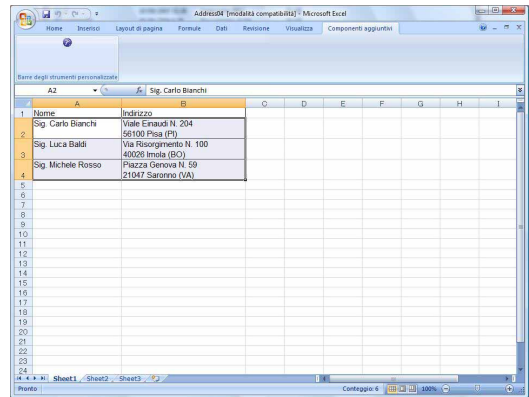 Address04 [modalità compatibilità] - Microsoft Excel
Home Inserisci Layout di pagina Formule Dati Revisione Visualizza Componenti aggiuntivi
Barre degli strumenti personalizzate
A2 fx Sig. Carlo Bianchi
A B C D E F G H I
1 Nome Indirizzo
2 Sig. Carlo Bianchi Viale Einaudi N. 204
56100 Pisa (PI)
3 Sig. Luca Baldi Via Risorgimento N. 100
40026 Imola (BO)
4 Sig. Michele Rosso Piazza Genova N. 59
21047 Saronno (VA)
5
6
7
8
9
10
11
12
13
14
15
16
17
18
19
20
21
22
23
24
Sheet1 Sheet2 Sheet3
Pronto Conteggio: 6 100%